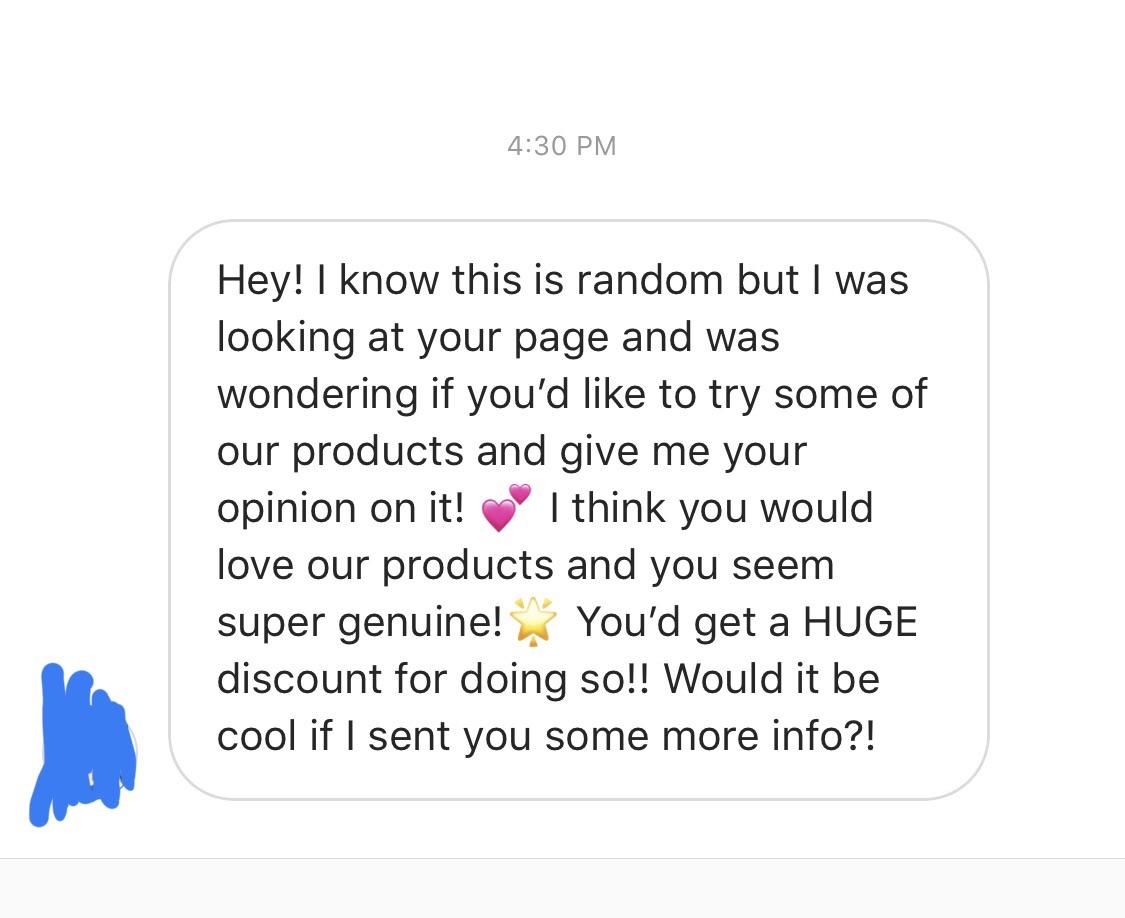 4:30 PM
Hey! I know this is random but I was
looking at your page and was
wondering if you’d like to try some of
our products and give me your
opinion on it! 💕 I think you would
love our products and you seem
super genuine!🌟 You’d get a HUGE
discount for doing so!! Would it be
cool if I sent you some more info?!